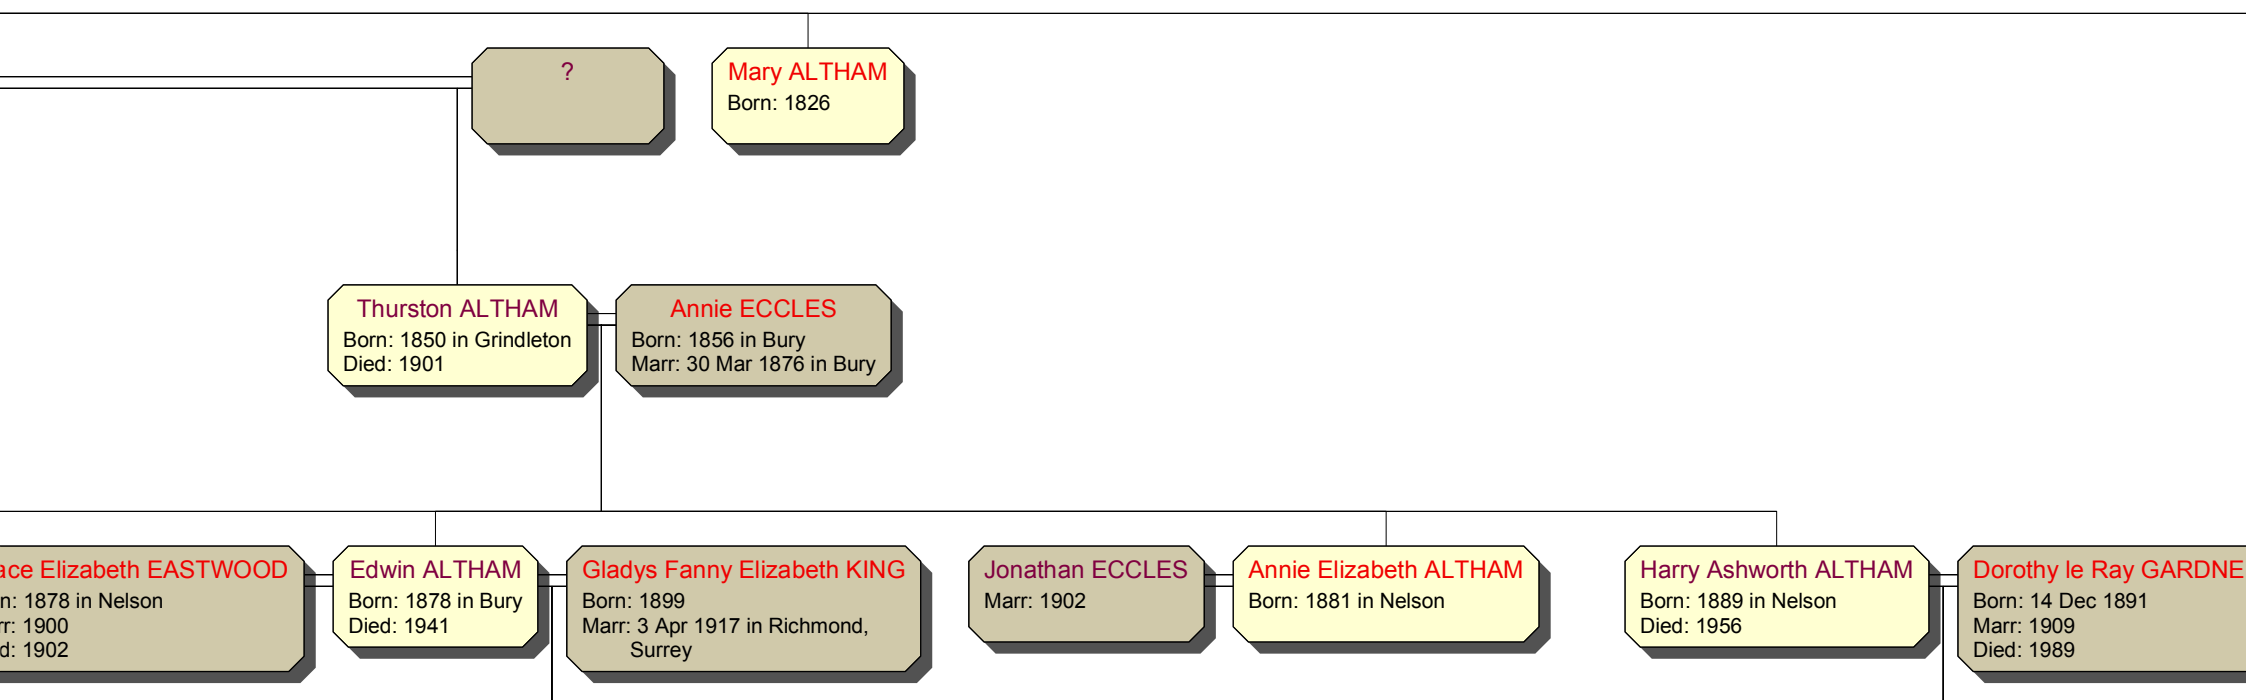 ?
Mary ALTHAM
Born: 1826
Thurston ALTHAM
Born: 1850 in Grindleton
Died: 1901
Annie ECCLES
Born: 1856 in Bury
Marr: 30 Mar 1876 in Bury
ace Elizabeth EASTWOOD
n: 1878 in Nelson
rr: 1900
d: 1902
Edwin ALTHAM
Born: 1878 in Bury
Died: 1941
Gladys Fanny Elizabeth KING
Born: 1899
Marr: 3 Apr 1917 in Richmond,
Surrey
Jonathan ECCLES
Marr: 1902
Annie Elizabeth ALTHAM
Born: 1881 in Nelson
Harry Ashworth ALTHAM
Born: 1889 in Nelson
Died: 1956
Dorothy le Ray GARDNE
Born: 14 Dec 1891
Marr: 1909
Died: 1989